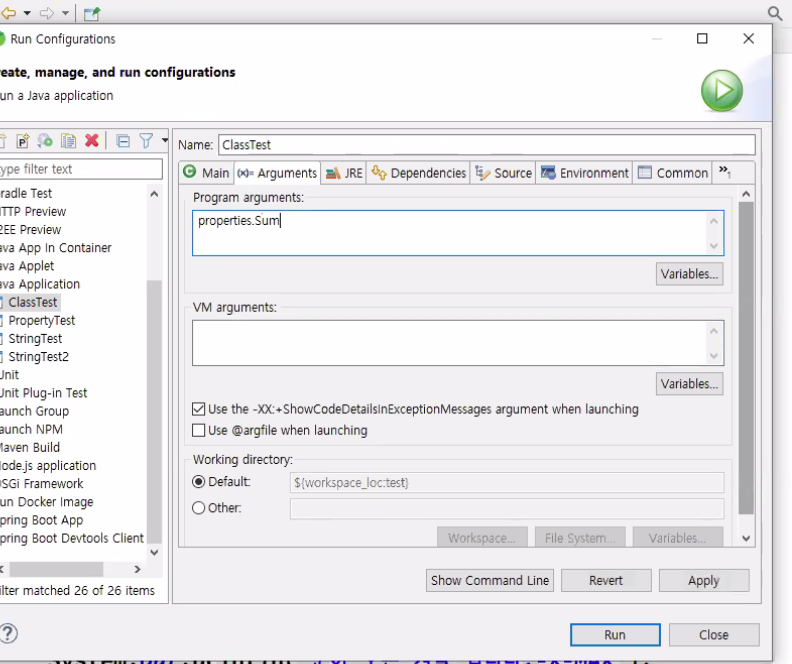 Run Configurations
reate, manage, and run configurations
un a Java application
type filter text
radle Test
TTP Preview
2EE Preview
ava App In Container
ava Applet
ava Application
ClassTest
PropertyTest
StringTest
StringTest2
Unit
Unit Plug-in Test
aunch Group
aunch NPM
Maven Build
ode.js application
OSGi Framework
un Docker Image
pring Boot App
pring Boot Devtools Client
ilter matched 26 of 26 items
Name: ClassTest
Main (x)= Arguments JRE Dependencies Source Environment Common »1
Program arguments:
properties.Sum
Variables...
VM arguments:
Variables...
Use the -XX:+ShowCodeDetailsInExceptionMessages argument when launching
Use @argfile when launching
Working directory:
Default: ${workspace_loc:test}
Other:
Workspace... File System... Variables...
Show Command Line Revert Apply
Run Close